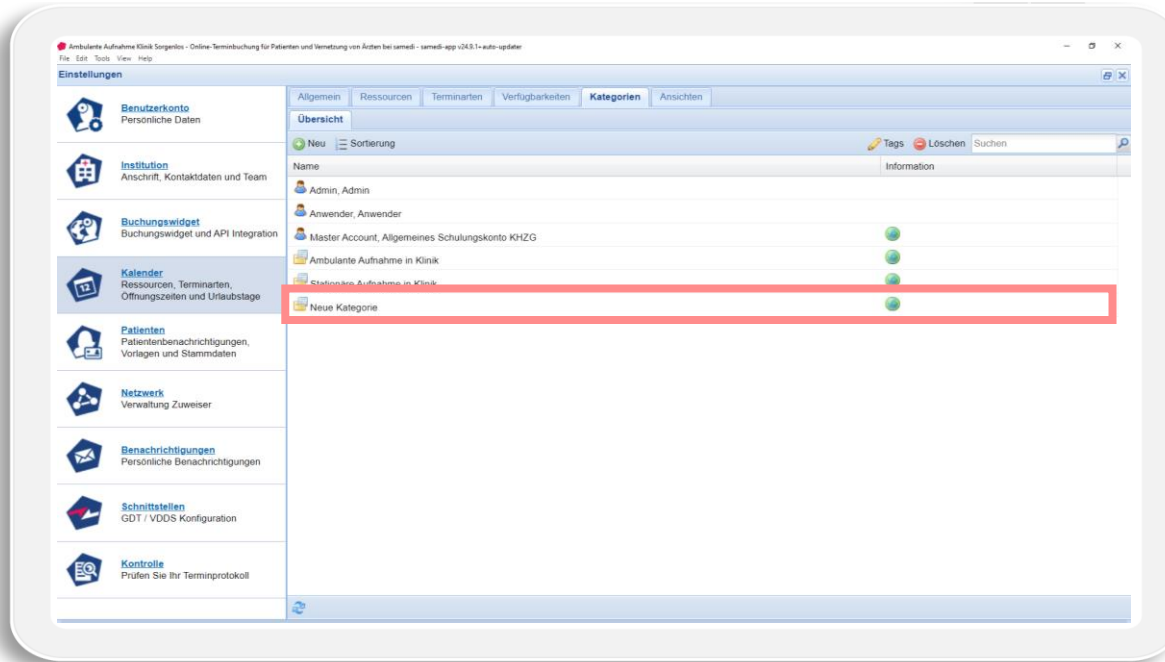 Ambulante Aufnahme Klinik Sorgenlos - Online-Terminbuchung für Patienten und Vernetzung von Ärzten bei samedi - samedi-app v24.9.1+auto-updater
File Edit Tools View Help
Einstellungen
Benutzerkonto
Persönliche Daten
Institution
Anschrift, Kontaktdaten und Team
Buchungswidget
Buchungswidget und API Integration
Kalender
Ressourcen, Terminarten,
Öffnungszeiten und Urlaubstage
Patienten
Patientenbenachrichtigungen,
Vorlagen und Stammdaten
Netzwerk
Verwaltung Zuweiser
Benachrichtigungen
Persönliche Benachrichtigungen
Schnittstellen
GDT / VDDS Konfiguration
Kontrolle
Prüfen Sie Ihr Terminprotokoll
Allgemein Ressourcen Terminarten Verfügbarkeiten Kategorien Ansichten
Übersicht
Neu Sortierung Tags Löschen Suchen
Name Information
Admin, Admin
Anwender, Anwender
Master Account, Allgemeines Schulungskonto KHZG
Ambulante Aufnahme in Klinik
Stationäre Aufnahme in Klinik
Neue Kategorie
12